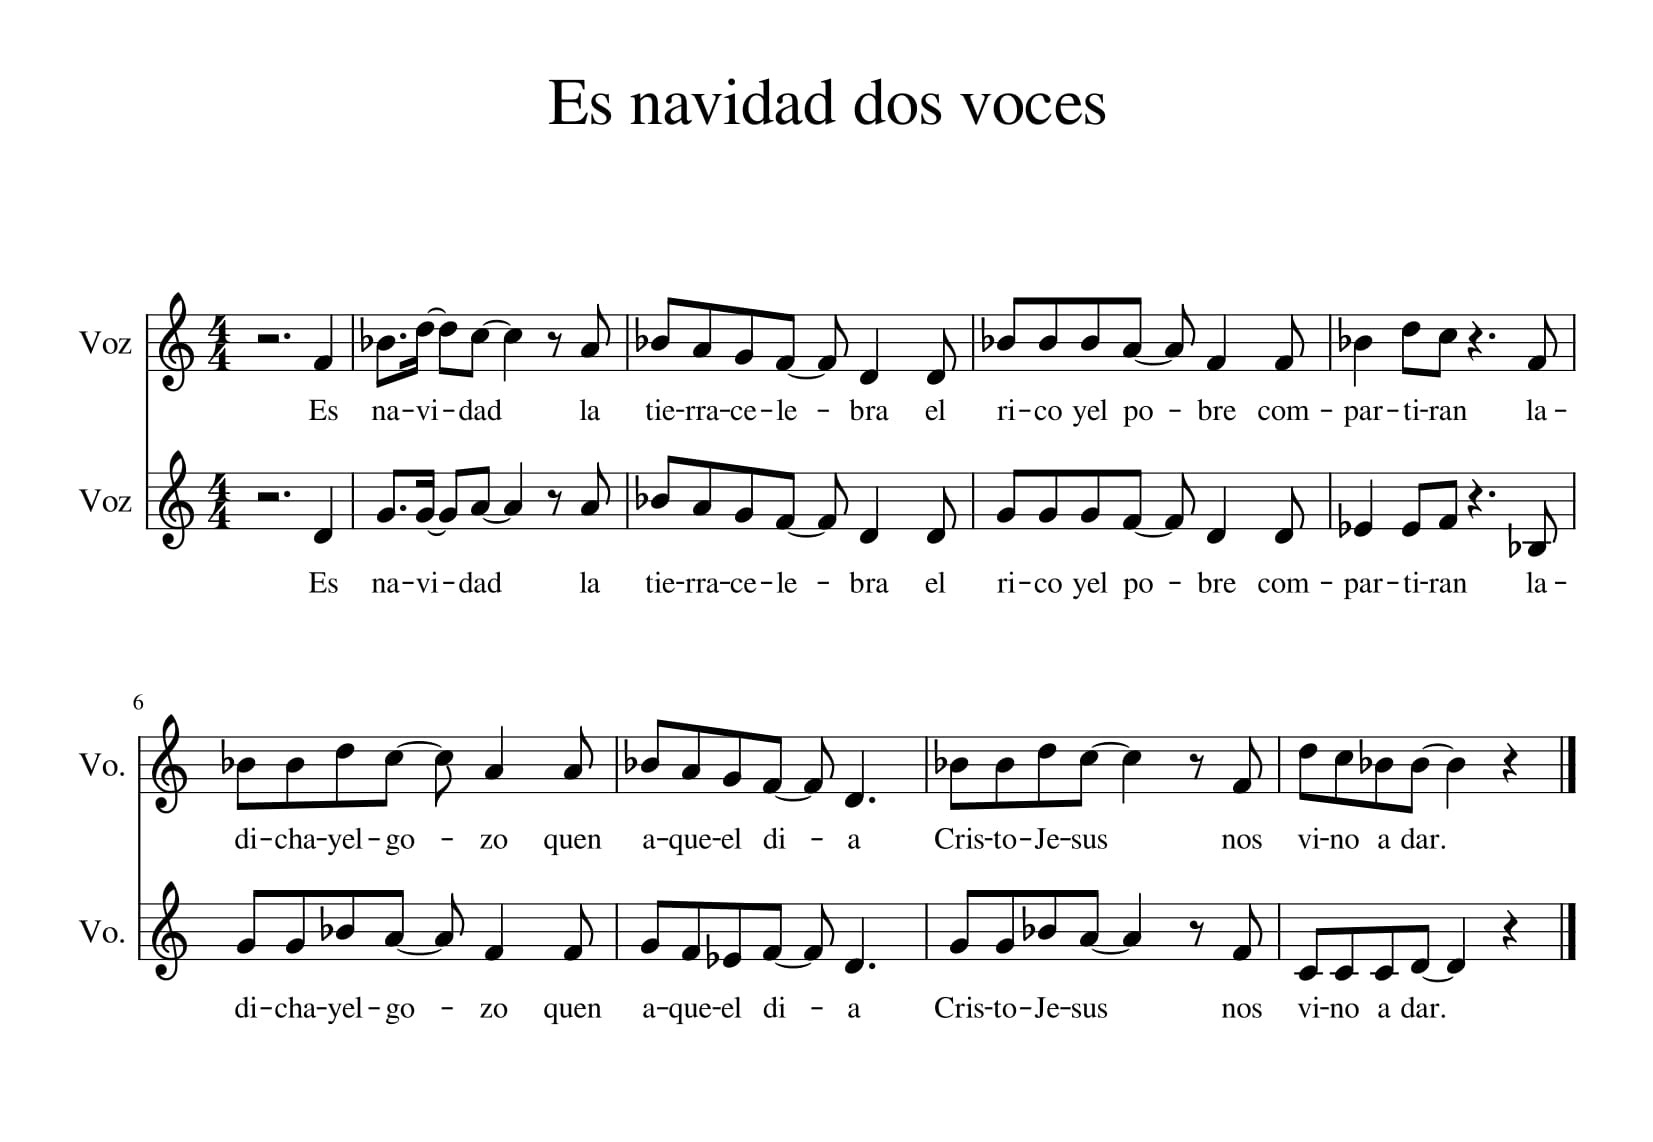 Es navidad dos voces
Voz
4/4
Es na-vi-dad la tie-rra-ce-le-bra el ri-co yel po-bre com-par-ti-ran la-
Voz
4/4
Es na-vi-dad la tie-rra-ce-le-bra el ri-co yel po-bre com-par-ti-ran la-
6
Vo.
di-cha-yel-go-zo quen a-que-el di-a Cris-to-Je-sus nos vi-no a dar.
Vo.
di-cha-yel-go-zo quen a-que-el di-a Cris-to-Je-sus nos vi-no a dar.